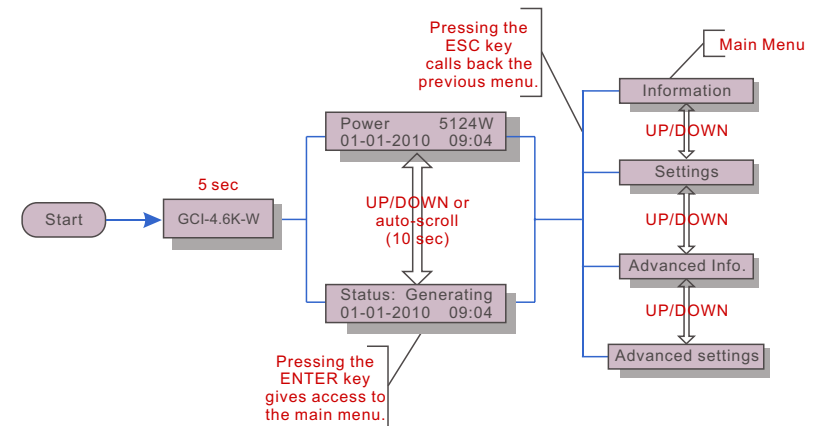 Pressing the
ESC key
calls back the
previous menu.
Main Menu
Information
Power 5124W
01-01-2010 09:04
UP/DOWN
5 sec
Settings
Start
GCI-4.6K-W
UP/DOWN or
auto-scroll
(10 sec)
UP/DOWN
Advanced Info.
Status: Generating
01-01-2010 09:04
UP/DOWN
Advanced settings
Pressing the
ENTER key
gives access to
the main menu.